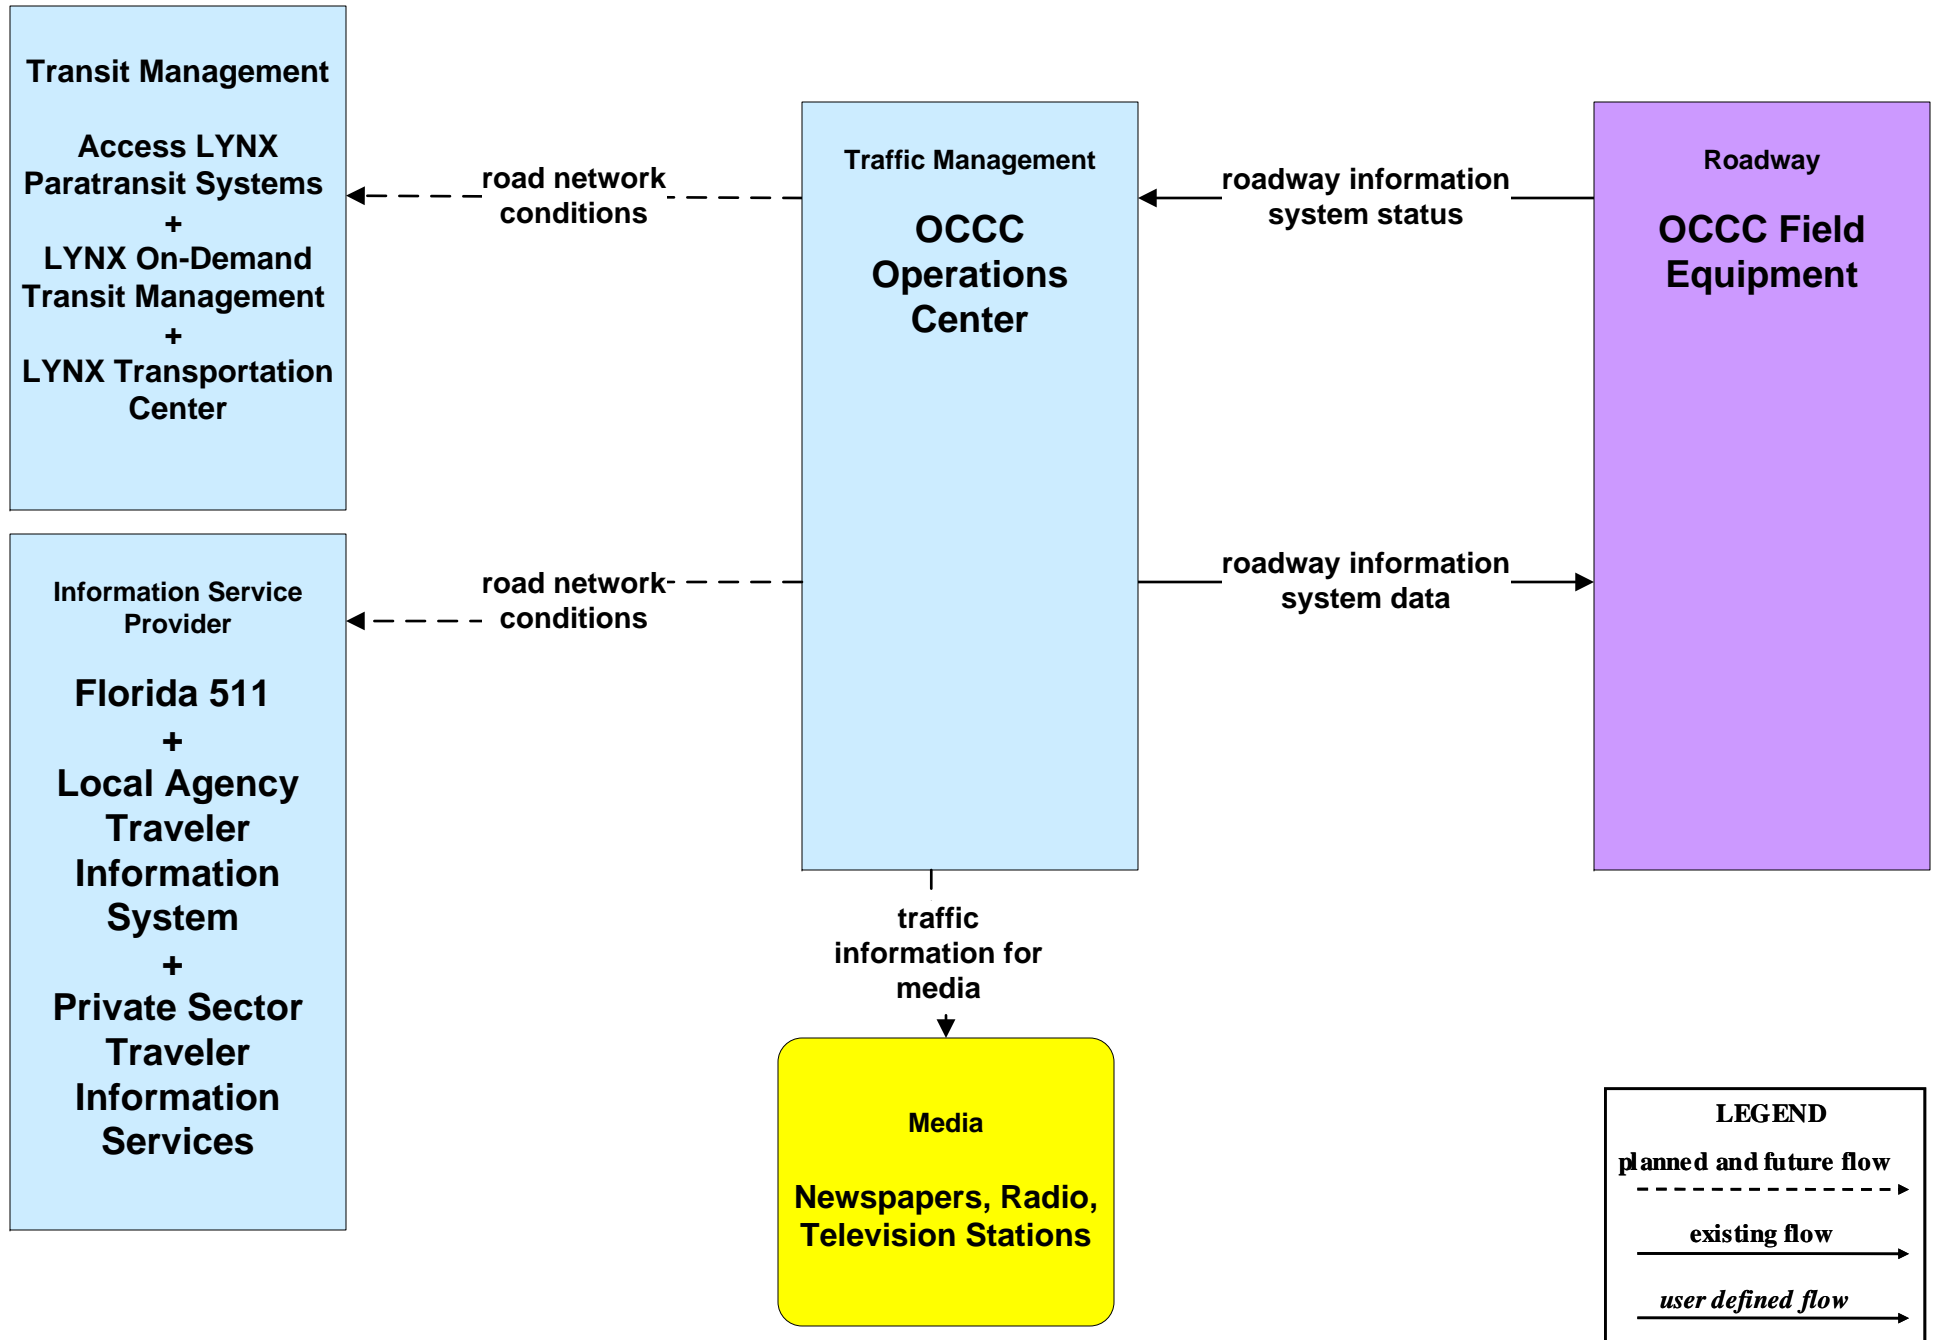 Transit Management
Access LYNX
Paratransit Systems
+
LYNX On-Demand
Transit Management
+
LYNX Transportation
Center
road network
conditions
Traffic Management
OCCC
Operations
Center
roadway information
system status
Roadway
OCCC Field
Equipment
Information Service
Provider
Florida 511
+
Local Agency
Traveler
Information
System
+
Private Sector
Traveler
Information
Services
road network
conditions
roadway information
system data
traffic
information for
media
Media
Newspapers, Radio,
Television Stations
LEGEND
planned and future flow
existing flow
user defined flow